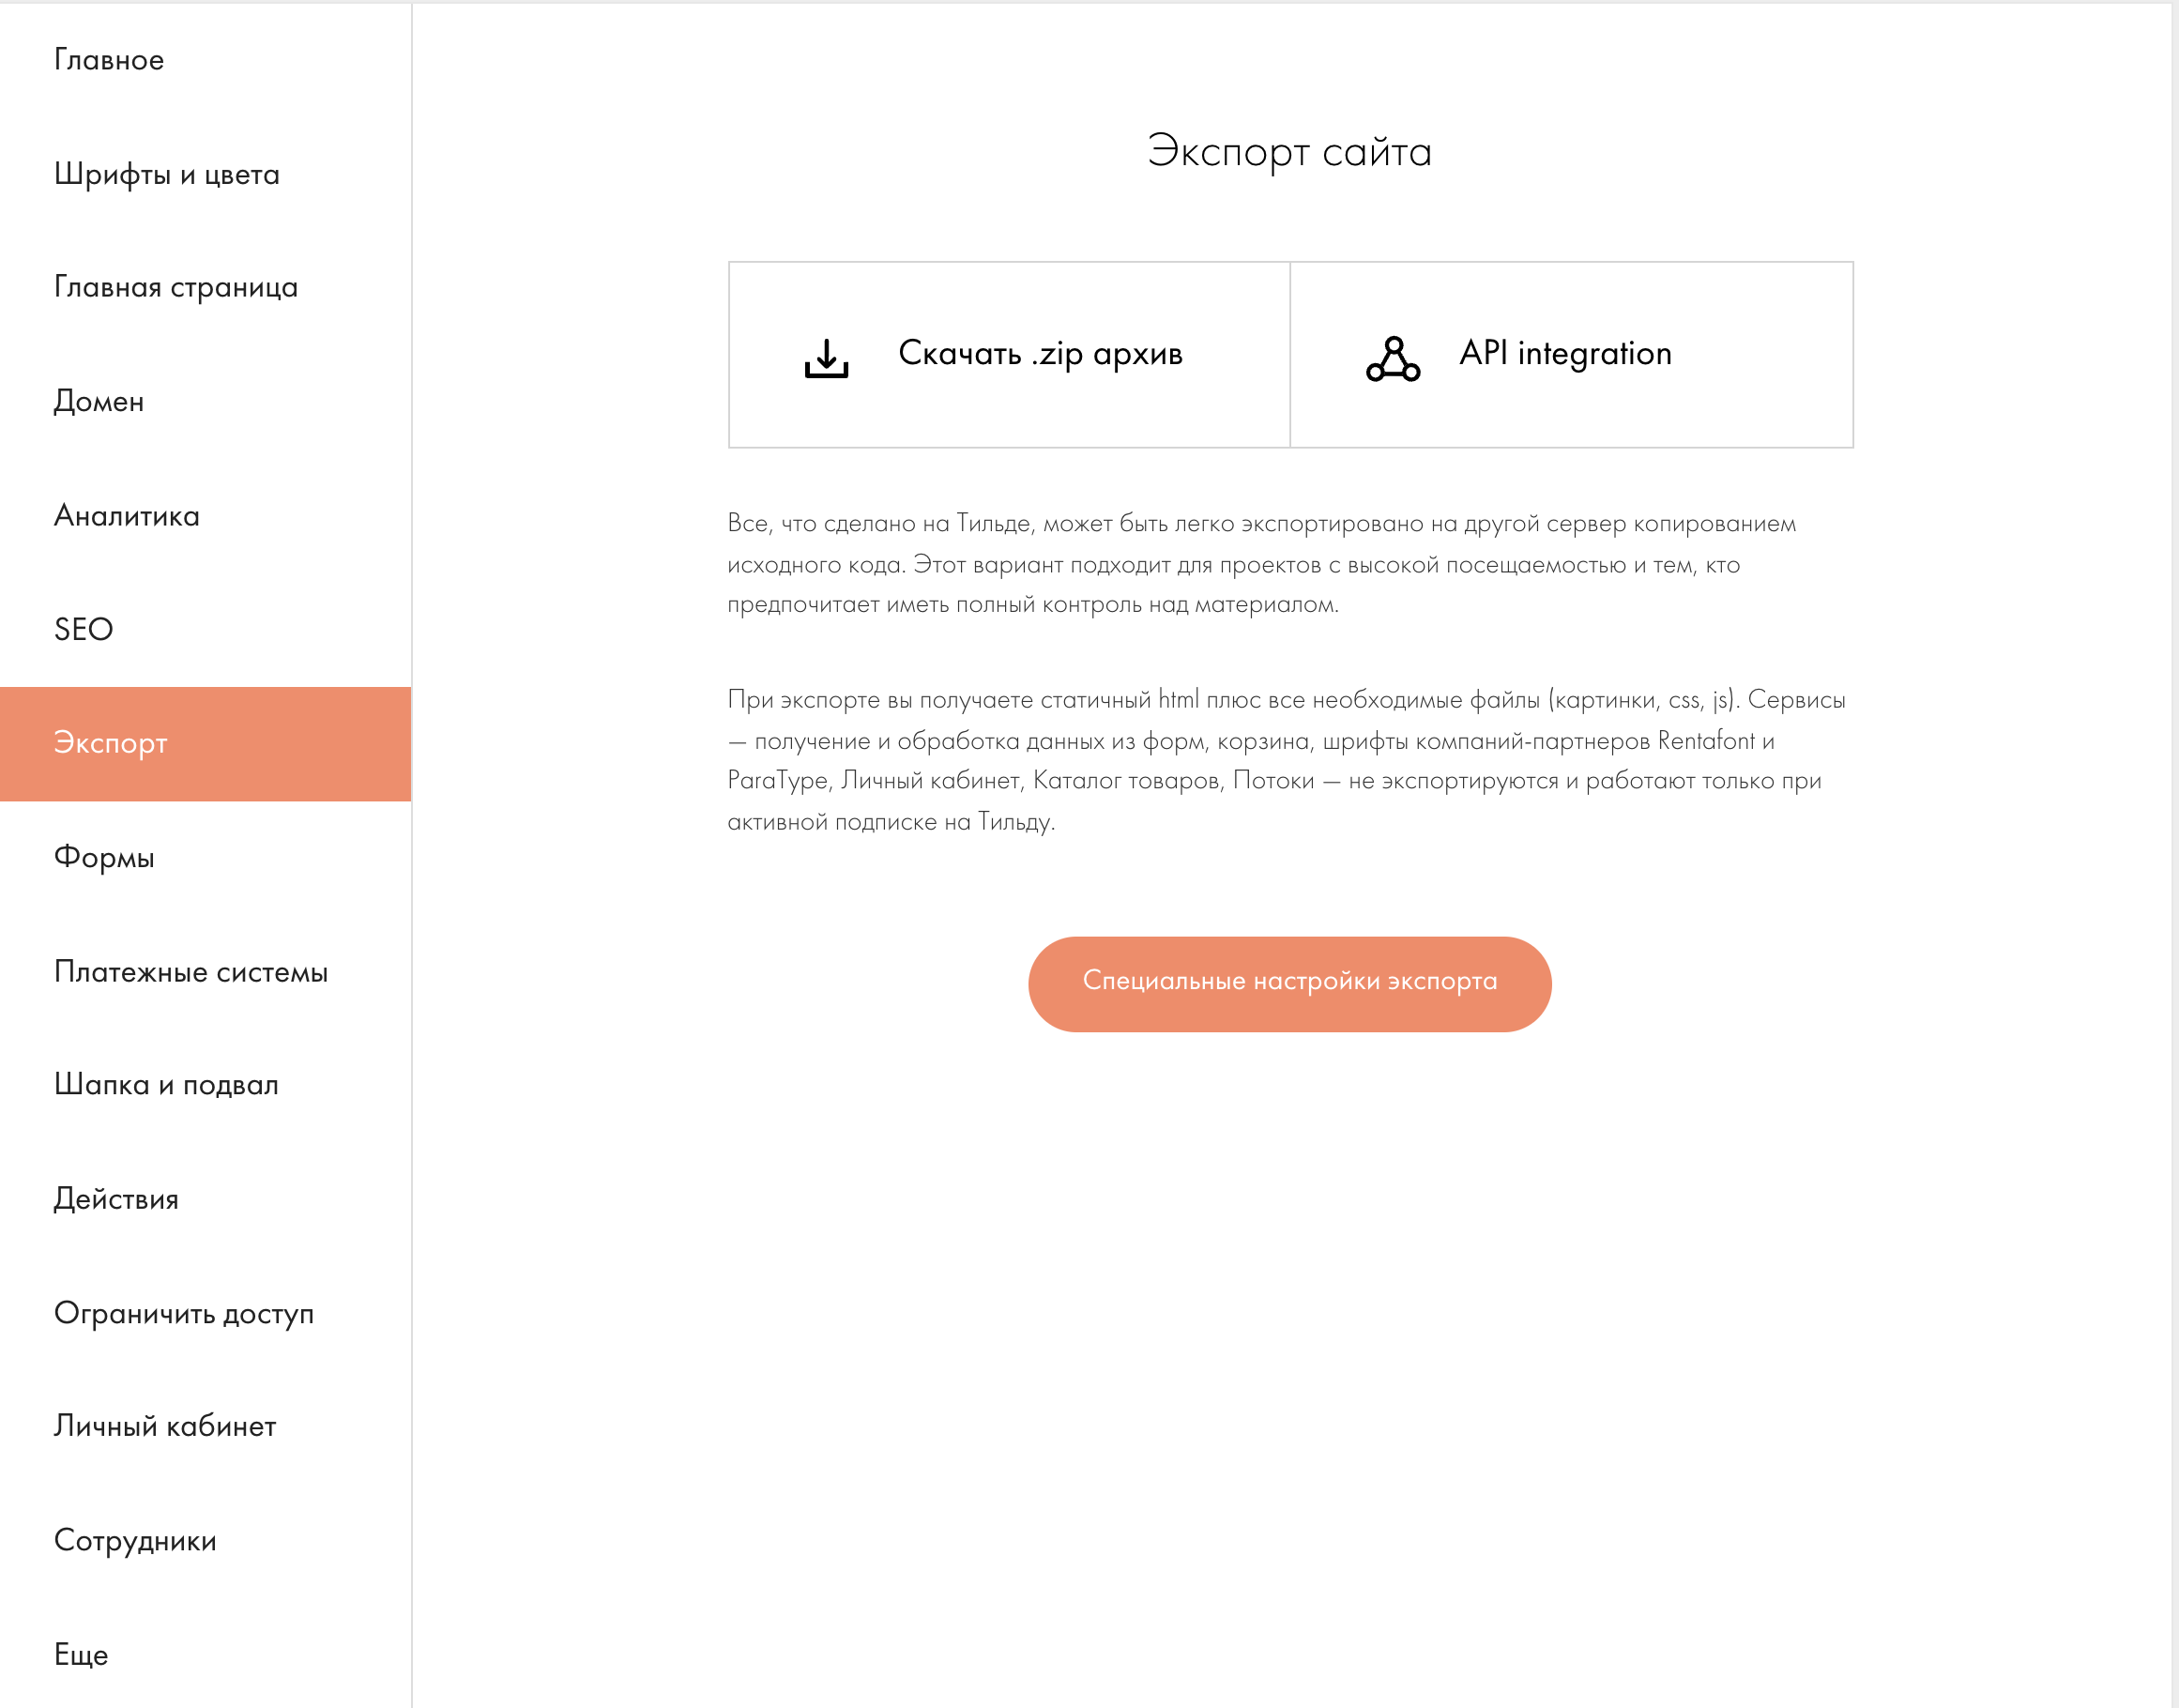 Главное
Шрифты и цвета
Главная страница
Домен
Аналитика
SEO
Экспорт
Формы
Платежные системы
Шапка и подвал
Действия
Ограничить доступ
Личный кабинет
Сотрудники
Еще
Экспорт сайта
Скачать .zip архив
API integration
Все, что сделано на Тильде, может быть легко экспортировано на другой сервер копированием
исходного кода. Этот вариант подходит для проектов с высокой посещаемостью и тем, кто
предпочитает иметь полный контроль над материалом.
При экспорте вы получаете статичный html плюс все необходимые файлы (картинки, css, js). Сервисы
— получение и обработка данных из форм, корзина, шрифты компаний-партнеров Rentafont и
ParaType, Личный кабинет, Каталог товаров, Потоки — не экспортируются и работают только при
активной подписке на Тильду.
Специальные настройки экспорта